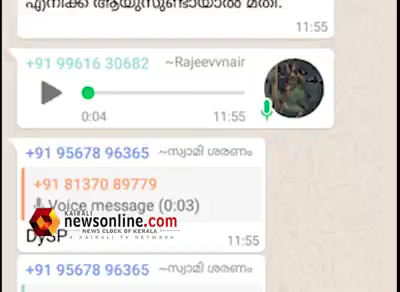 എനിക്ക് ആയുസുണ്ടായാൽ മതി.
11:55
+91 99616 30682 ~Rajeevvnair
0:04 11:55
+91 95678 96365 ~സ്വാമി ശരണം
+91 81370 89779
Voice message (0:03)
KAIRALI
newsonline.com
NEWS CLOCK OF KERALA
A KAIRALI TV NETWORK
DySP
11:55
+91 95678 96365 ~സ്വാമി ശരണം